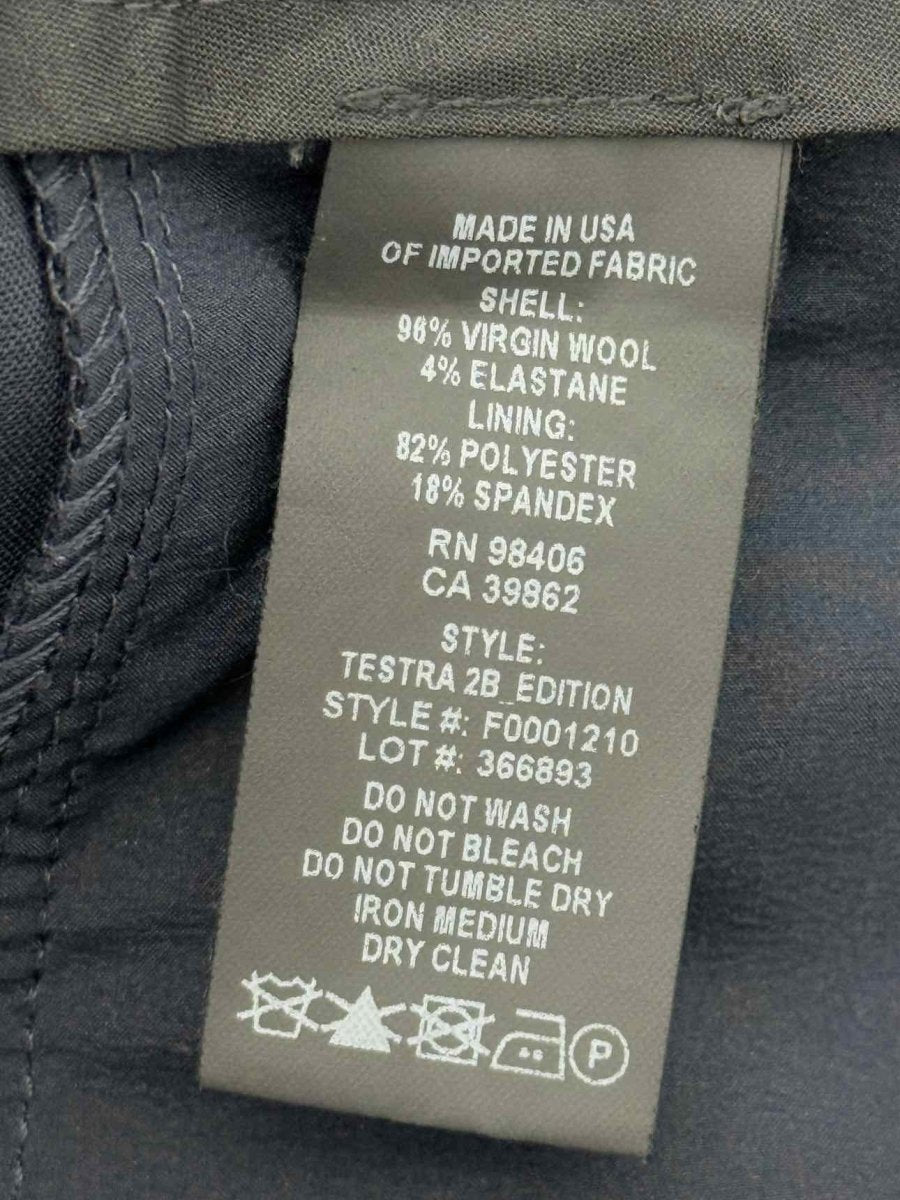 MADE IN USA
OF IMPORTED FABRIC
SHELL:
96% VIRGIN WOOL
4% ELASTANE
LINING:
82% POLYESTER
18% SPANDEX
RN 98406
CA 39862
STYLE:
TESTRA 2B_EDITION
STYLE #: F0001210
LOT #: 366893
DO NOT WASH
DO NOT BLEACH
DO NOT TUMBLE DRY
IRON MEDIUM
DRY CLEAN
P